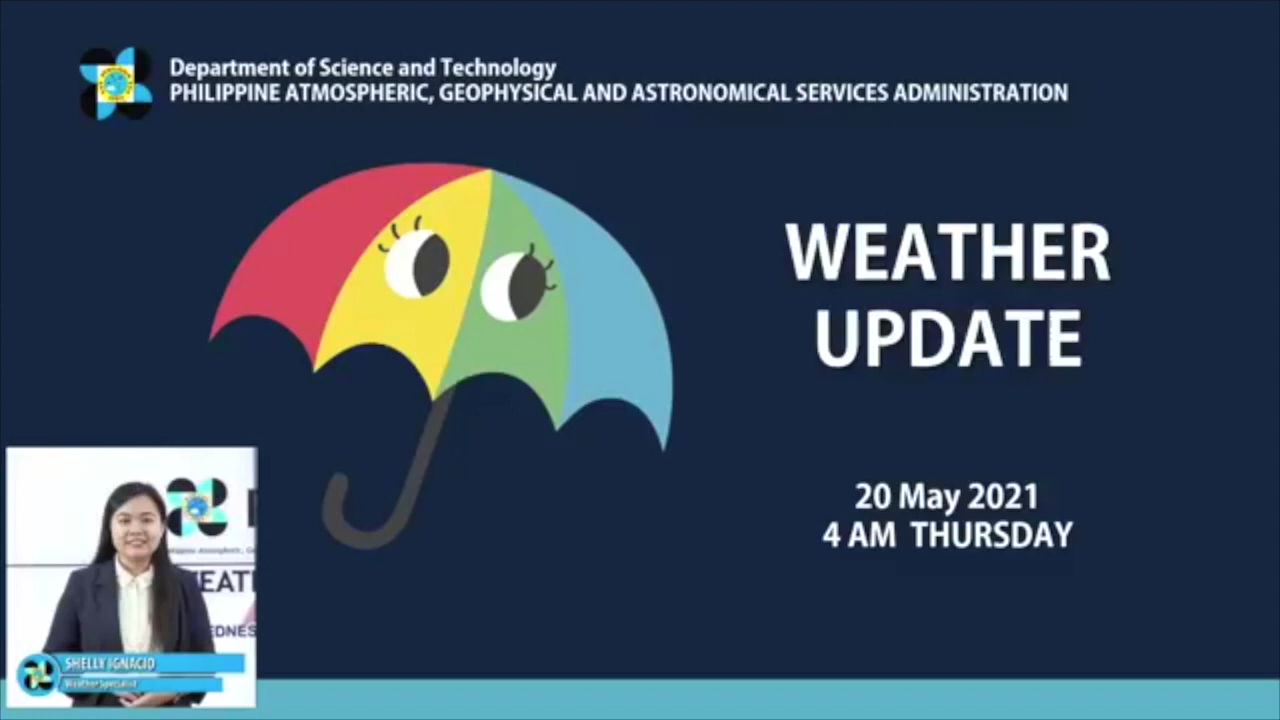 Department of Science and Technology
PHILIPPINE ATMOSPHERIC, GEOPHYSICAL AND ASTRONOMICAL SERVICES ADMINISTRATION
WEATHER
UPDATE
20 May 2021
4 AM THURSDAY
SHELLY IGNACIO
Weather Specialist